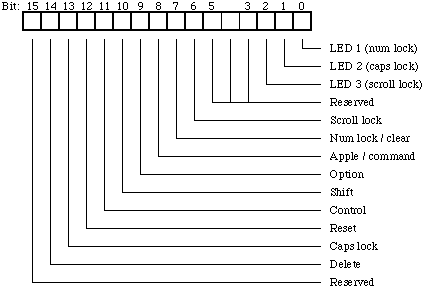 Bit: 15 14 13 12 11 10 9 8 7 6 5 3 2 1 0
LED 1 (num lock)
LED 2 (caps lock)
LED 3 (scroll lock)
Reserved
Scroll lock
Num lock / clear
Apple / command
Option
Shift
Control
Reset
Caps lock
Delete
Reserved